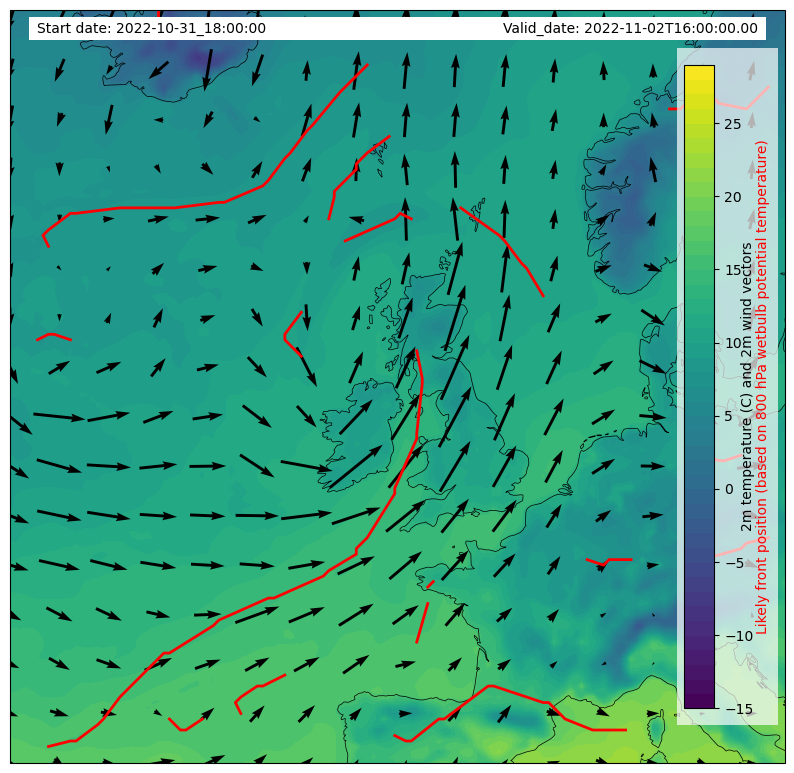 Start date: 2022-10-31_18:00:00
Valid_date: 2022-11-02T16:00:00.00
25
20
15
10
5
0
−5
−10
−15
2m temperature (C) and 2m wind vectors
Likely front position (based on 800 hPa wetbulb potential temperature)